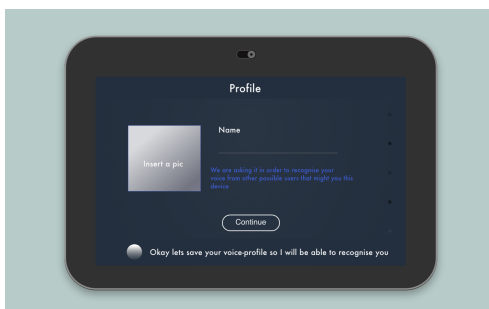 Profile
Name
Insert a pic
We are asking it in order to recognise your
voice from other possible users that might you this
device
Continue
Okay lets save your voice-profile so I will be able to recognise you